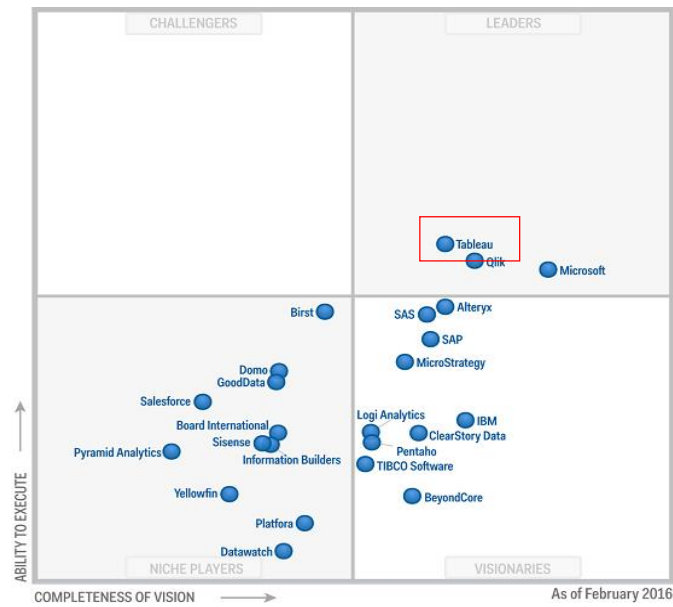 CHALLENGERS
LEADERS
Tableau
Qlik
Microsoft
Birst
Alteryx
SAS
SAP
MicroStrategy
Domo
GoodData
Salesforce
Logi Analytics
IBM
Board International
ClearStory Data
Sisense
Pentaho
Pyramid Analytics
Information Builders
TIBCO Software
Yellowfin
BeyondCore
Platfora
Datawatch
NICHE PLAYERS
VISIONARIES
ABILITY TO EXECUTE
COMPLETENESS OF VISION
As of February 2016